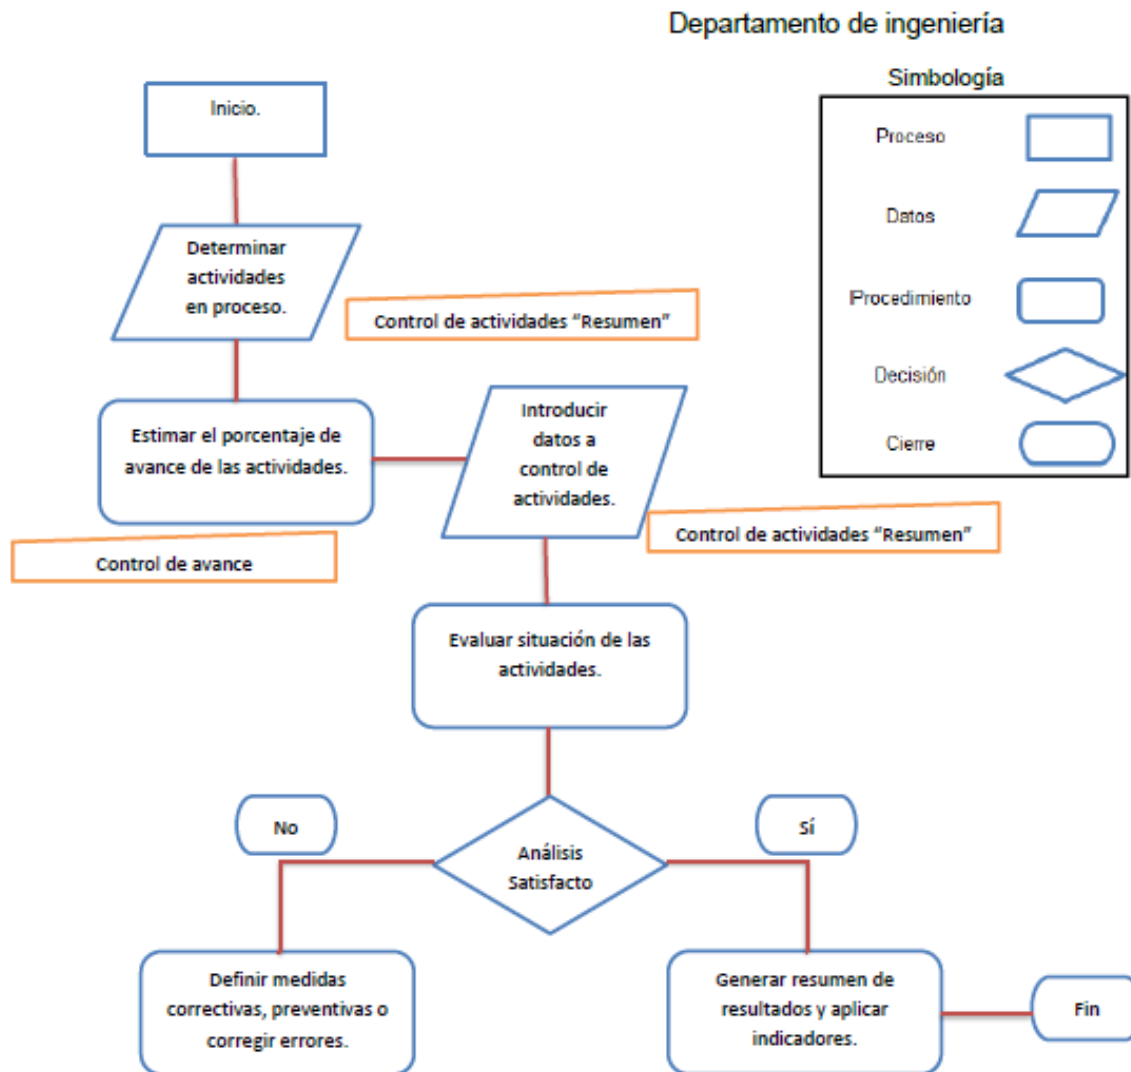 Departamento de ingeniería
Simbología
Proceso
Datos
Procedimiento
Decisión
Cierre
Inicio.
Determinar
actividades
en proceso.
Control de actividades “Resumen”
Estimar el porcentaje de
avance de las actividades.
Control de avance
Introducir
datos a
control de
actividades.
Control de actividades “Resumen”
Evaluar situación de las
actividades.
No
Análisis
Satisfacto
Sí
Definir medidas
correctivas, preventivas o
corregir errores.
Generar resumen de
resultados y aplicar
indicadores.
Fin